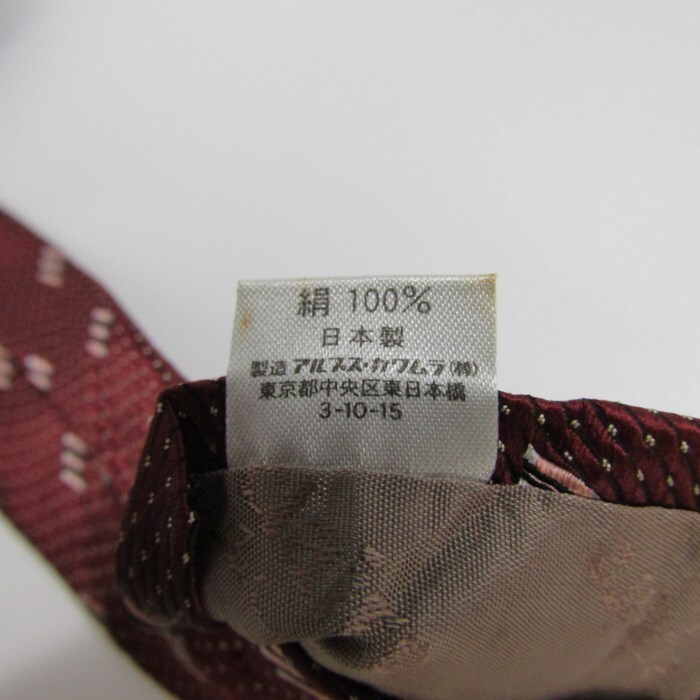 絹 100%
日本製
製造 アルプス・カワムラ(株)
東京都中央区東日本橋
3-10-15